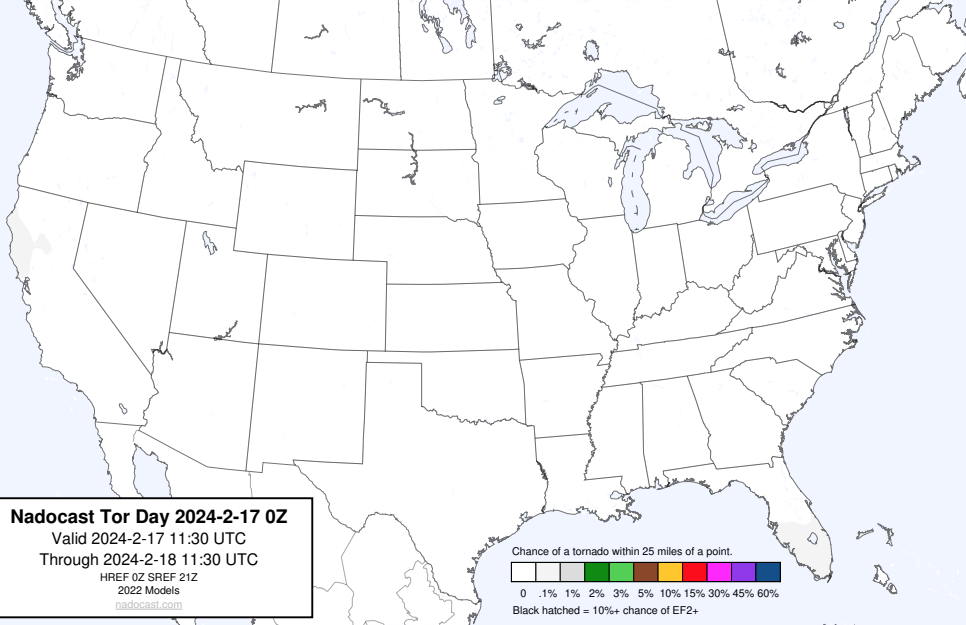 Nadocast Tor Day 2024-2-17 0Z
Valid 2024-2-17 11:30 UTC
Through 2024-2-18 11:30 UTC
HREF 0Z SREF 21Z
2022 Models
nadocast.com
Chance of a tornado within 25 miles of a point.
0 .1% 1% 2% 3% 5% 10% 15% 30% 45% 60%
Black hatched = 10%+ chance of EF2+